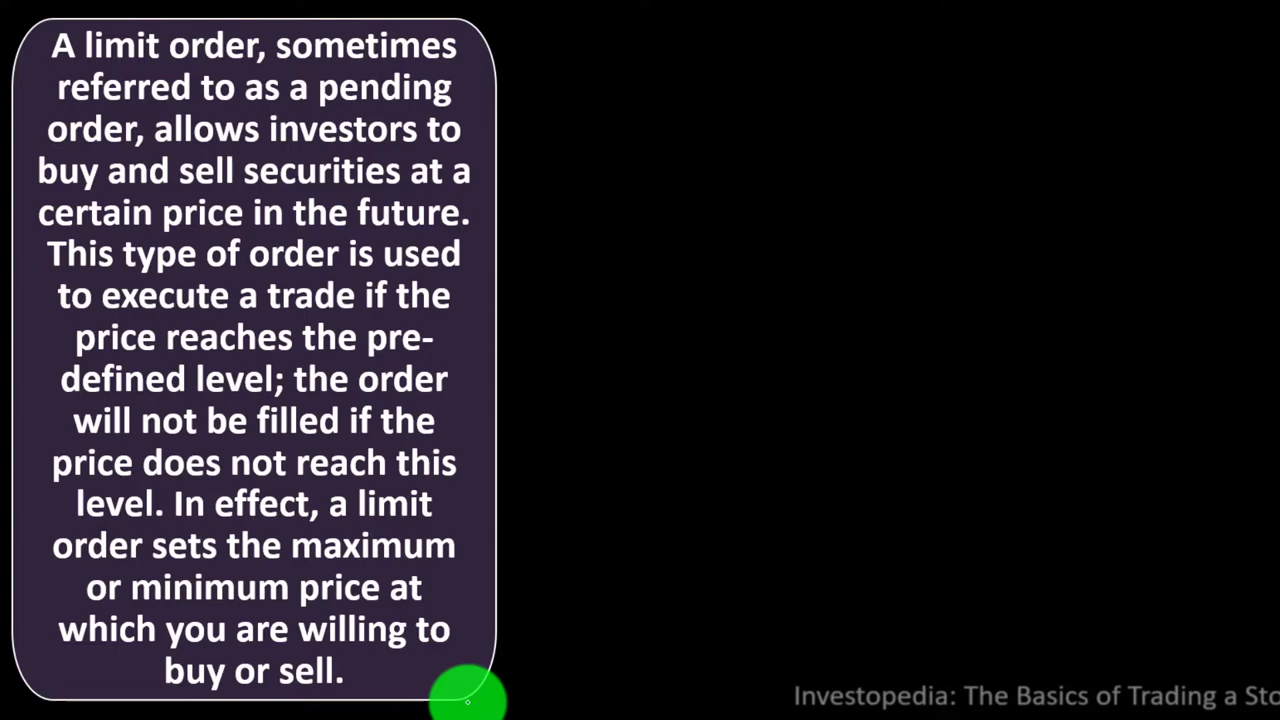 A limit order, sometimes
referred to as a pending
order, allows investors to
buy and sell securities at a
certain price in the future.
This type of order is used
to execute a trade if the
price reaches the pre-
defined level; the order
will not be filled if the
price does not reach this
level. In effect, a limit
order sets the maximum
or minimum price at
which you are willing to
buy or sell.
Investopedia: The Basics of Trading a Sto